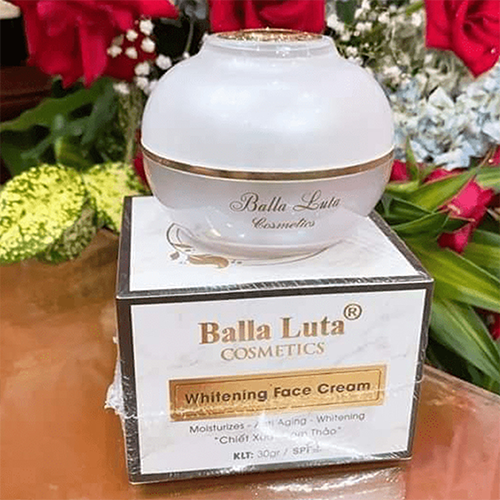 Balla Luta
Cosmetics
Balla Luta®
COSMETICS
Whitening Face Cream
Moisturizes - Anti Aging - Whitening
"Chiết Xuất Thảo"
KLT: 30gr / SPF